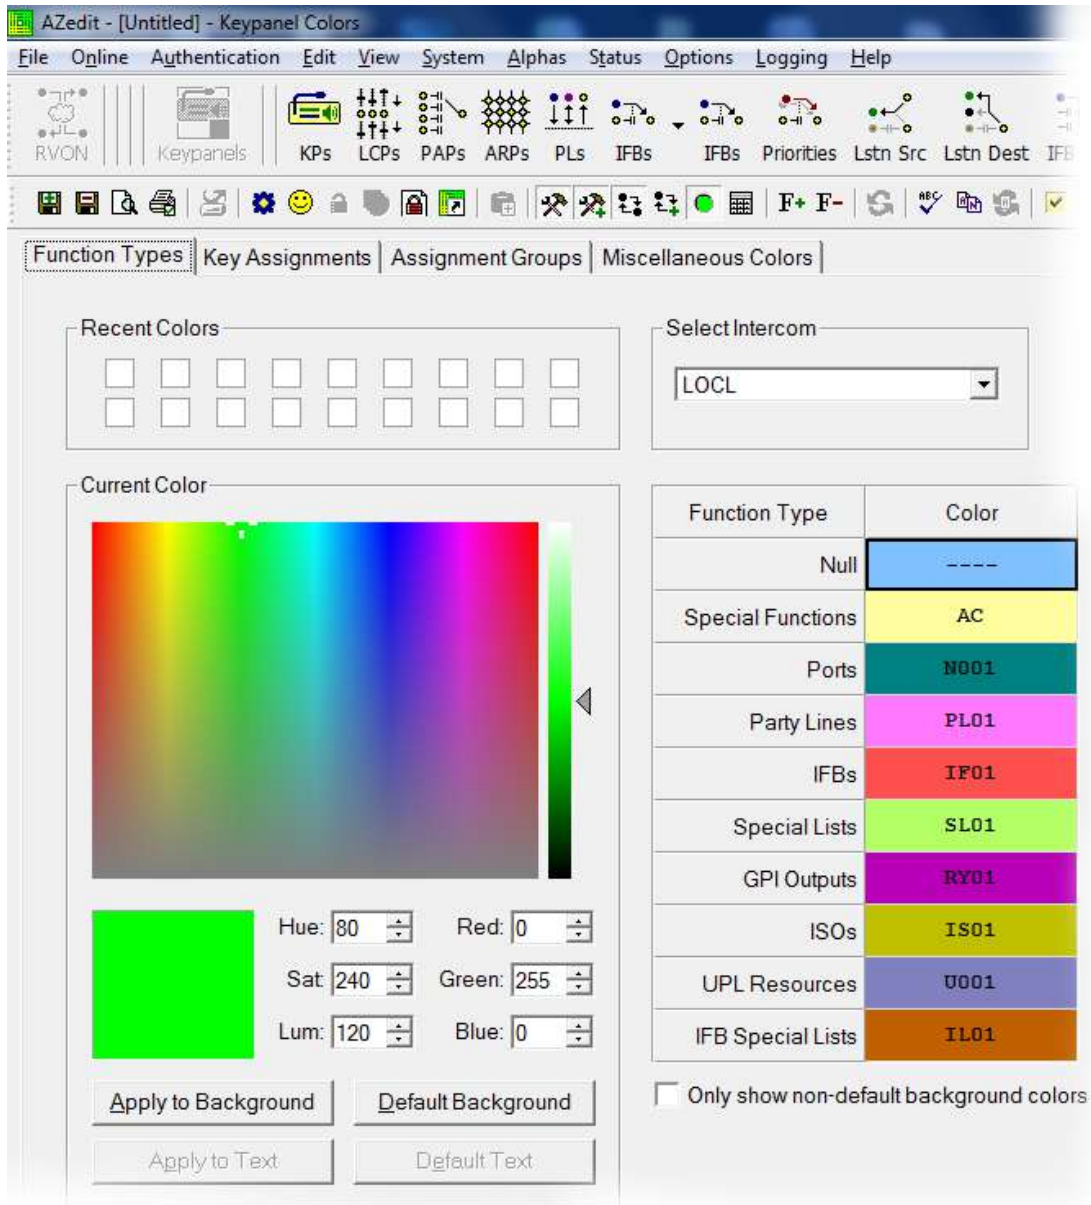 AZedit - [Untitled] - Keypanel Colors
File Online Authentication Edit View System Alphas Status Options Logging Help
RVON Keypanels KPs LCPs PAPs ARPs PLs IFBs IFBs Priorities Lstn Src Lstn Dest IFB
F+ F- ABC
Function Types Key Assignments Assignment Groups Miscellaneous Colors
Recent Colors
Select Intercom
LOCL
Current Color
Function Type Color
Null ----
Special Functions AC
Ports N001
Party Lines PL01
IFBs IF01
Special Lists SL01
GPI Outputs RY01
ISOs IS01
UPL Resources U001
IFB Special Lists IL01
Hue: 80 Red: 0
Sat: 240 Green: 255
Lum: 120 Blue: 0
Apply to Background Default Background
Only show non-default background colors
Apply to Text Default Text